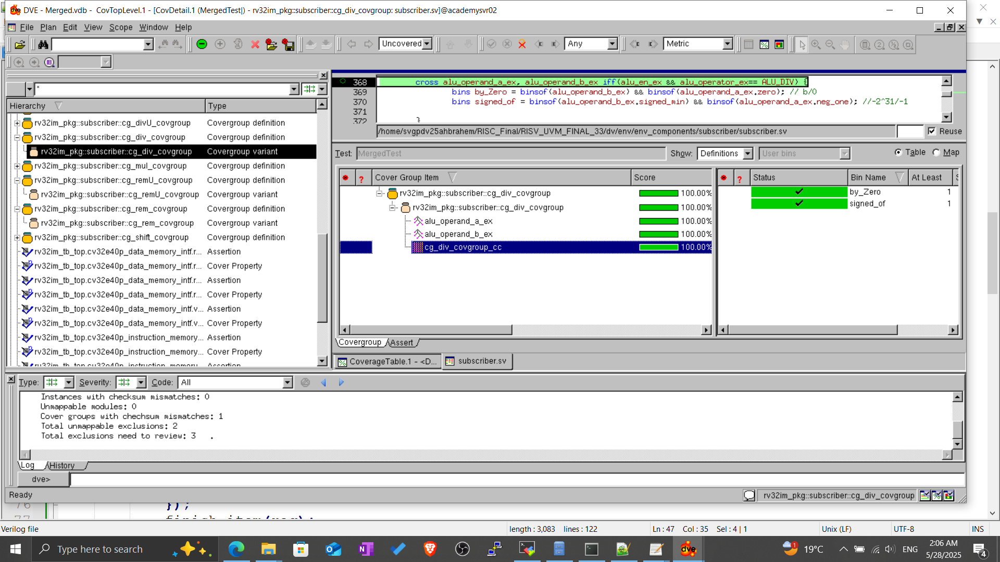 DVE - Merged.vdb - CovTopLevel.1 - [CovDetail.1 (MergedTest|) - rv32im_pkg::subscriber::cg_div_covgroup: subscriber.sv]@academysvr02
File Plan Edit View Scope Window Help
Uncovered Any Metric
*
Hierarchy Type
rv32im_pkg::subscriber::cg_divU_covgroup Covergroup definition
rv32im_pkg::subscriber::cg_div_covgroup Covergroup definition
rv32im_pkg::subscriber::cg_div_covgroup Covergroup variant
rv32im_pkg::subscriber::cg_mul_covgroup Covergroup definition
rv32im_pkg::subscriber::cg_remU_covgroup Covergroup definition
rv32im_pkg::subscriber::cg_remU_covgroup Covergroup variant
rv32im_pkg::subscriber::cg_rem_covgroup Covergroup definition
rv32im_pkg::subscriber::cg_rem_covgroup Covergroup variant
rv32im_pkg::subscriber::cg_shift_covgroup Covergroup definition
rv32im_tb_top.cv32e40p_data_memory_intf.r... Assertion
rv32im_tb_top.cv32e40p_data_memory_intf.r... Cover Property
rv32im_tb_top.cv32e40p_data_memory_intf.r... Assertion
rv32im_tb_top.cv32e40p_data_memory_intf.r... Cover Property
rv32im_tb_top.cv32e40p_data_memory_intf.v... Assertion
rv32im_tb_top.cv32e40p_data_memory_intf.v... Cover Property
rv32im_tb_top.cv32e40p_instruction_memory... Assertion
rv32im_tb_top.cv32e40p_instruction_memory... Cover Property
rv32im_tb_top.cv32e40p_instruction_memory... Assertion
368 cross alu_operand_a_ex, alu_operand_b_ex iff(alu_en_ex && alu_operator_ex== ALU_DIV) {
369 bins by_Zero = binsof(alu_operand_b_ex) && binsof(alu_operand_a_ex.zero); // b/0
370 bins signed_of = binsof(alu_operand_b_ex.signed_min) && binsof(alu_operand_a_ex.neg_one); //-2^31/-1
371
372 }
/home/svgpdv25ahbrahem/RISC_Final/RISV_UVM_FINAL_33/dv/env/env_components/subscriber/subscriber.sv Reuse
Test: MergedTest Show: Definitions User bins Table Map
Cover Group Item Score
rv32im_pkg::subscriber::cg_div_covgroup 100.00%
rv32im_pkg::subscriber::cg_div_covgroup 100.00%
alu_operand_a_ex 100.00%
alu_operand_b_ex 100.00%
cg_div_covgroup_cc 100.00%
Status Bin Name At Least
by_Zero 1
signed_of 1
Covergroup Assert
CoverageTable.1 - <D... subscriber.sv
Type: Severity: Code: All
Instances with checksum mismatches: 0
Unmappable modules: 0
Cover groups with chechsum mismatches: 1
Total unmappable exclusions: 2
Total exclusions need to review: 3 .
Log History
dve>
Ready rv32im_pkg::subscriber::cg_div_covgroup
76 });
Verilog file length : 3,083 lines : 122 Ln : 47 Col : 35 Sel : 4 | 1 Unix (LF) UTF-8 INS
Type here to search 1 19°C ENG 2:06 AM 5/28/2025 4